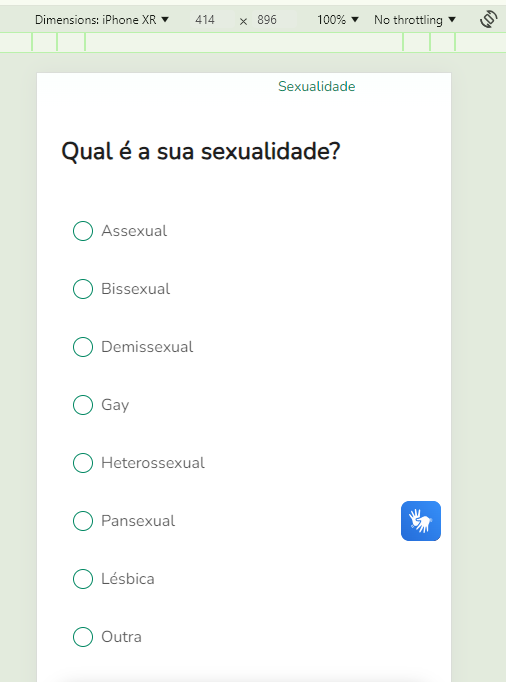 Dimensions: iPhone XR ▼ 414 × 896 100% ▼ No throttling ▼
Sexualidade
Qual é a sua sexualidade?
Assexual
Bissexual
Demissexual
Gay
Heterossexual
Pansexual
Lésbica
Outra